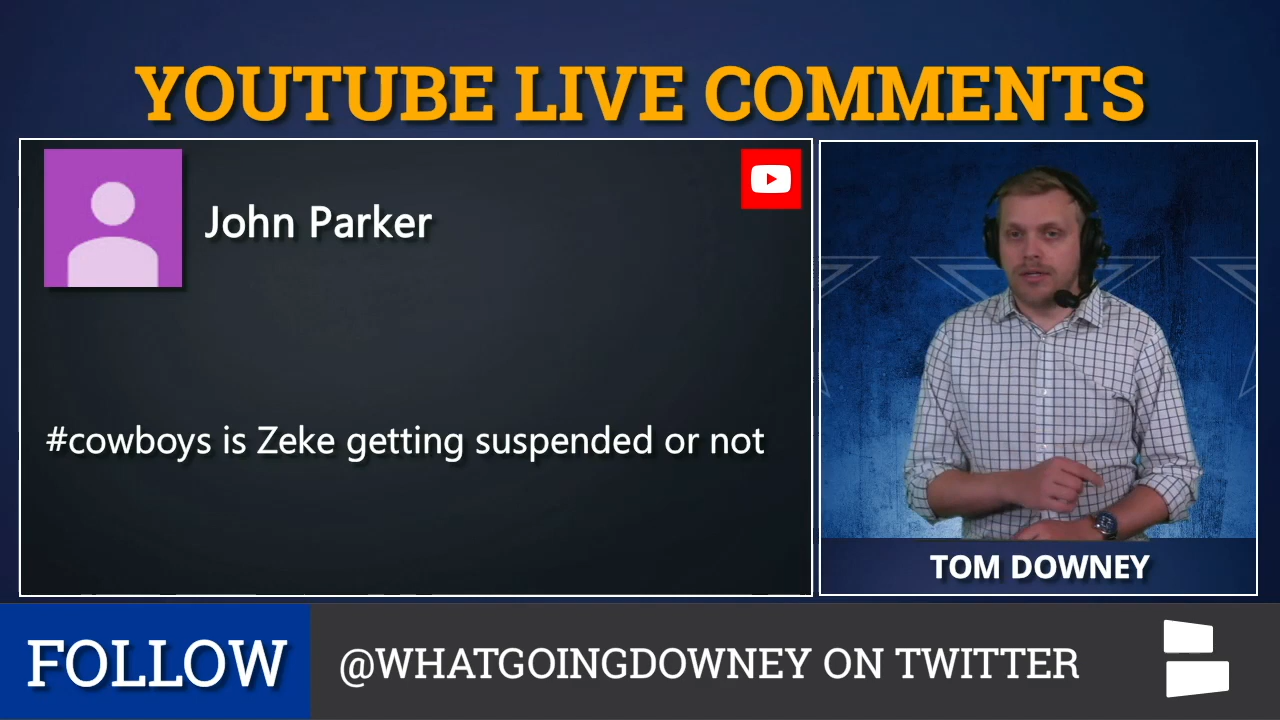 YOUTUBE LIVE COMMENTS
John Parker
#cowboys is Zeke getting suspended or not
TOM DOWNEY
FOLLOW
@WHATGOINGDOWNEY ON TWITTER